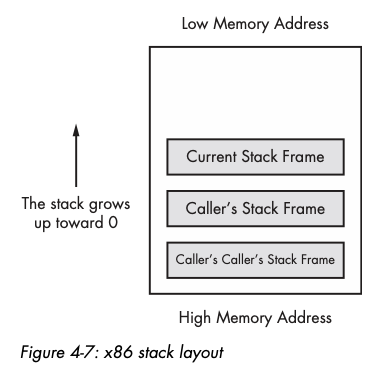 Low Memory Address
Current Stack Frame
The stack grows
up toward 0
Caller's Stack Frame
Caller's Caller's Stack Frame
High Memory Address
Figure 4-7: x86 stack layout